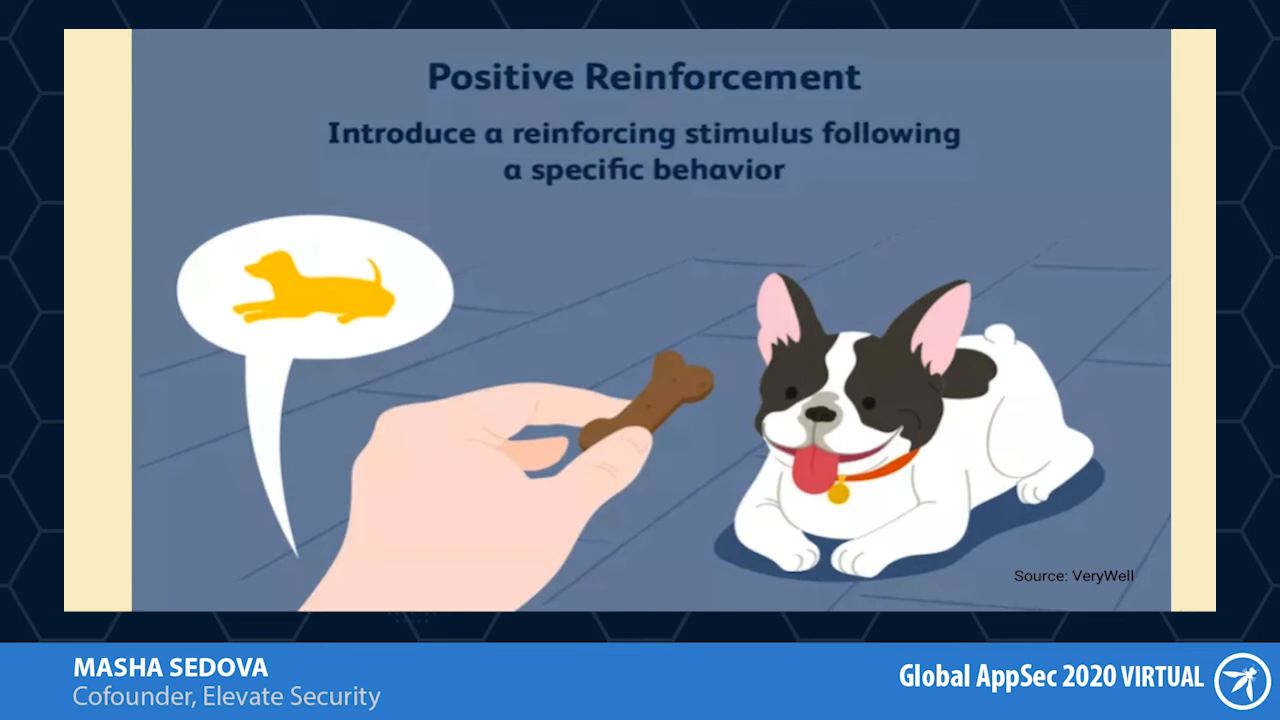 Positive Reinforcement
Introduce a reinforcing stimulus following
a specific behavior
Source: VeryWell
MASHA SEDOVA
Cofounder, Elevate Security
Global AppSec 2020 VIRTUAL